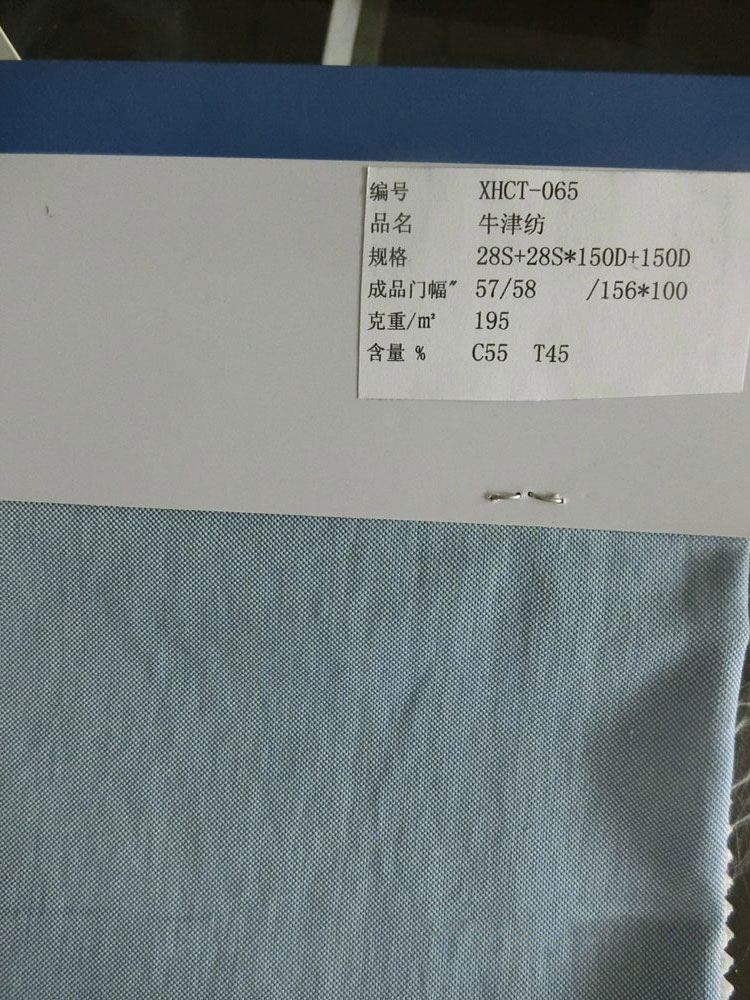 编号 XHCT-065
品名 牛津纺
规格 28S+28S*150D+150D
成品门幅″ 57/58 /156*100
克重/㎡ 195
含量 % C55 T45